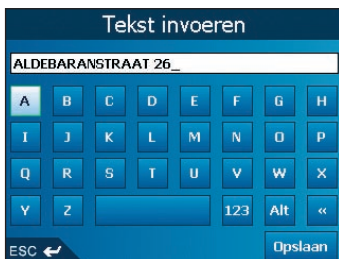 Tekst invoeren
ALDEBARANSTRAAT 26_
A B C D E F G H
I J K L M N O P
Q R S T U V W X
Y Z 123 Alt «
ESC Opslaan